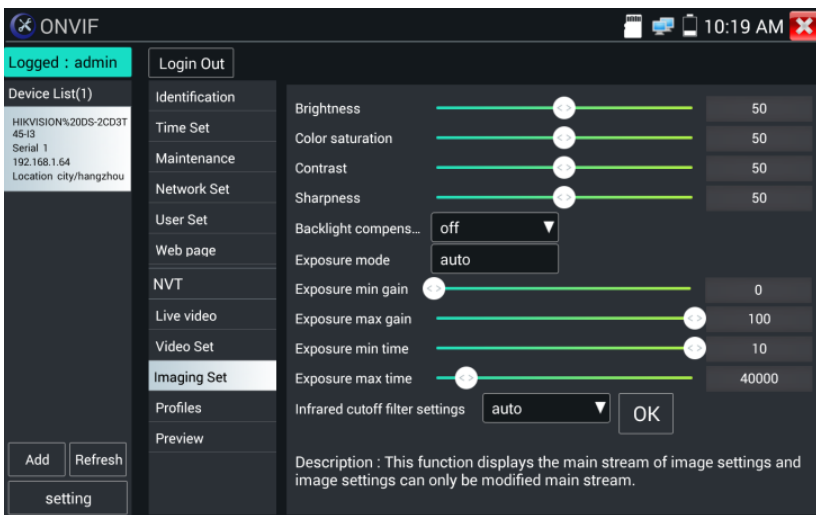 ONVIF
10:19 AM
Logged : admin
Login Out
Device List(1)
HIKVISION%20DS-2CD3T
45-I3
Serial 1
192.168.1.64
Location city/hangzhou
Add
Refresh
setting
Identification
Time Set
Maintenance
Network Set
User Set
Web page
NVT
Live video
Video Set
Imaging Set
Profiles
Preview
Brightness 50
Color saturation 50
Contrast 50
Sharpness 50
Backlight compens... off
Exposure mode auto
Exposure min gain 0
Exposure max gain 100
Exposure min time 10
Exposure max time 40000
Infrared cutoff filter settings auto OK
Description : This function displays the main stream of image settings and
image settings can only be modified main stream.